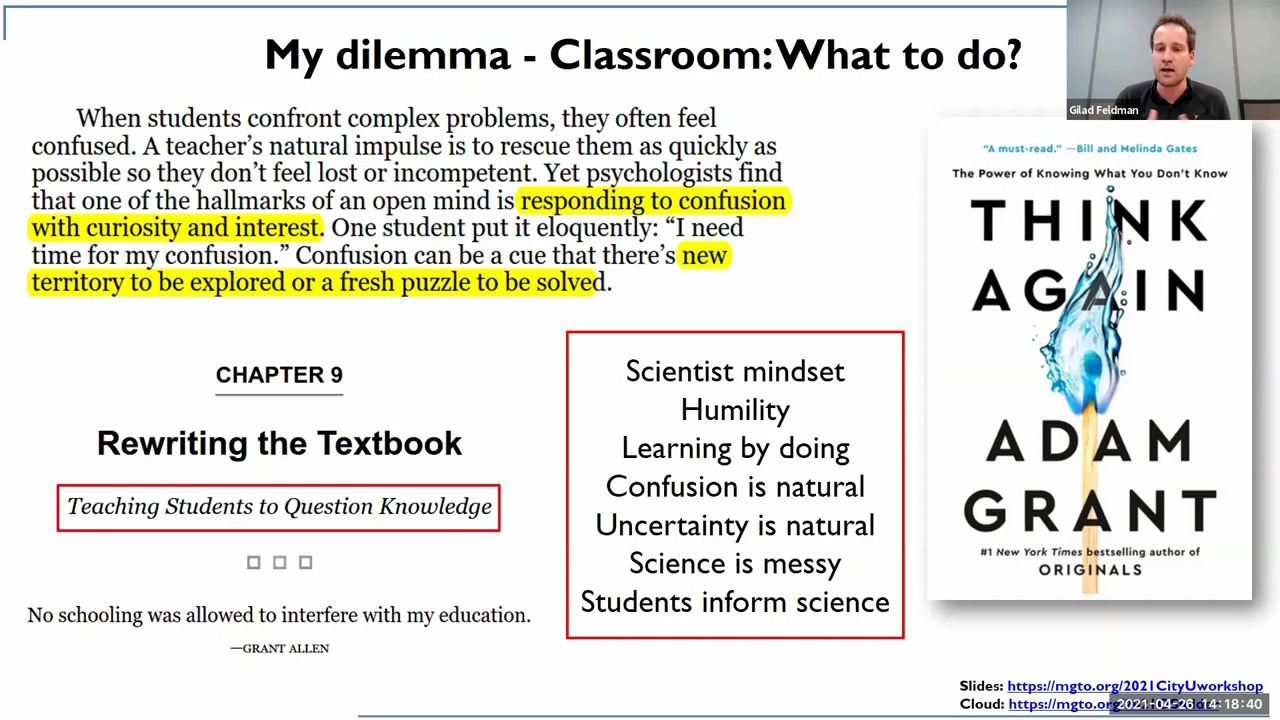 My dilemma - Classroom: What to do?
Gilad Feldman
When students confront complex problems, they often feel
confused. A teacher’s natural impulse is to rescue them as quickly as
possible so they don’t feel lost or incompetent. Yet psychologists find
that one of the hallmarks of an open mind is responding to confusion
with curiosity and interest. One student put it eloquently: “I need
time for my confusion.” Confusion can be a cue that there’s new
territory to be explored or a fresh puzzle to be solved.
CHAPTER 9
Rewriting the Textbook
Teaching Students to Question Knowledge
No schooling was allowed to interfere with my education.
—GRANT ALLEN
Scientist mindset
Humility
Learning by doing
Confusion is natural
Uncertainty is natural
Science is messy
Students inform science
“A must-read.” —Bill and Melinda Gates
The Power of Knowing What You Don’t Know
THINK
AGAIN
ADAM
GRANT
#1 New York Times bestselling author of
ORIGINALS
Slides: https://mgto.org/2021CityUworkshop
Cloud: https://mgto.org
2021-04-26 14:18:40